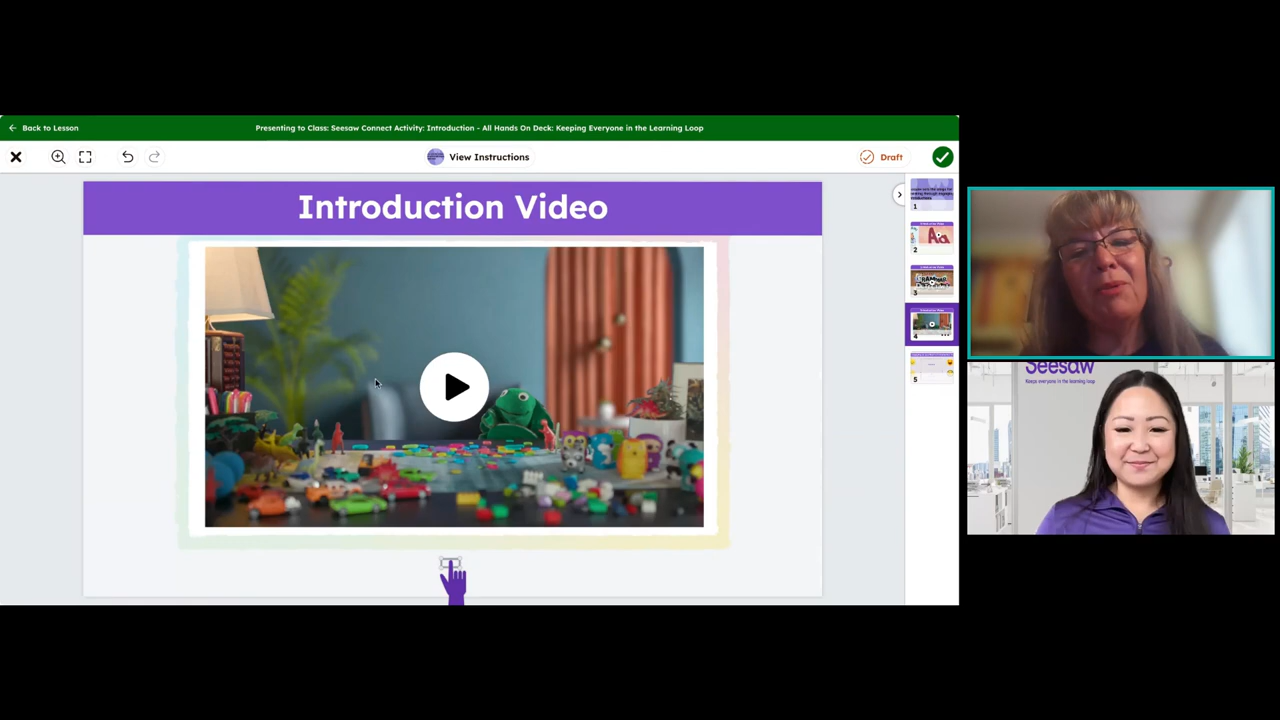 Back to Lesson
Presenting to Class: Seesaw Connect Activity: Introduction - All Hands On Deck: Keeping Everyone in the Learning Loop
View Instructions
Draft
Introduction Video
1
2
Aa
3
4
5
Seesaw
Keeps everyone in the learning loop